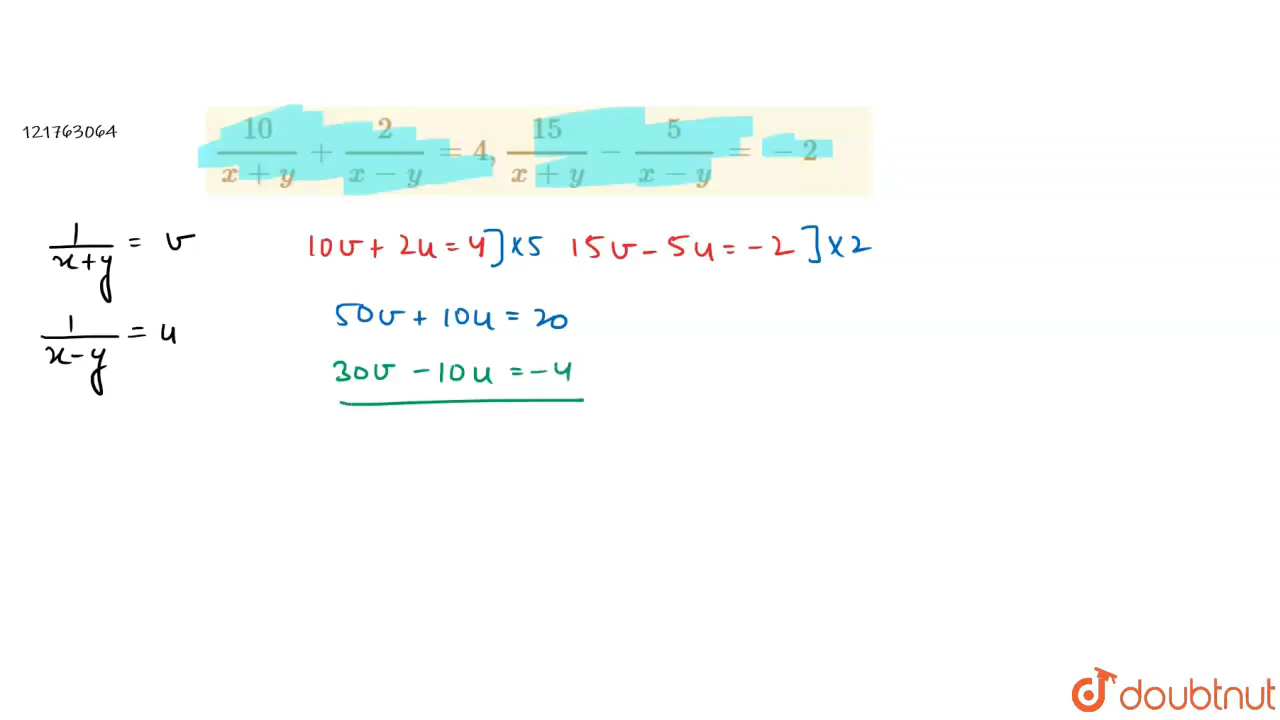 121763064
10/(x + y) + 2/(x − y) = 4, 15/(x + y) − 5/(x − y) = − 2
1/(x+y) = v
10v + 2u = 4] ×5 15v − 5u = −2 ] ×2
50v + 10u = 20
1/(x−y) = u
30v − 10u = −4
doubtnut